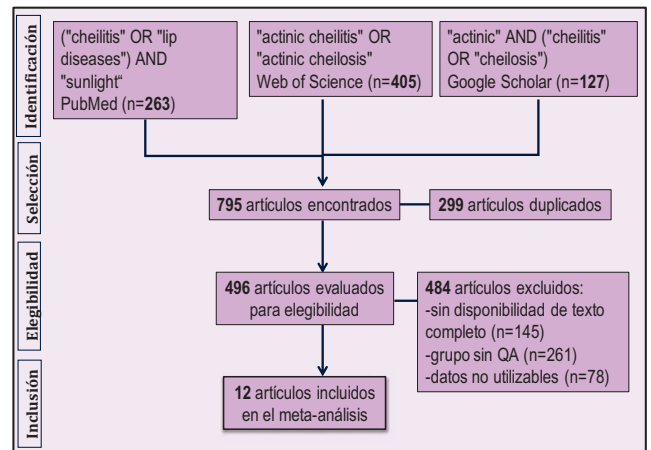 Identificación
("cheilitis" OR "lip
diseases") AND
"sunlight“
PubMed (n=263)
"actinic cheilitis" OR
"actinic cheilosis"
Web of Science (n=405)
"actinic" AND ("cheilitis"
OR "cheilosis")
Google Scholar (n=127)
Selección
795 artículos encontrados
299 artículos duplicados
Elegibilidad
496 artículos evaluados
para elegibilidad
484 artículos excluidos:
-sin disponibilidad de texto
completo (n=145)
-grupo sin QA (n=261)
-datos no utilizables (n=78)
Inclusión
12 artículos incluidos
en el meta-análisis